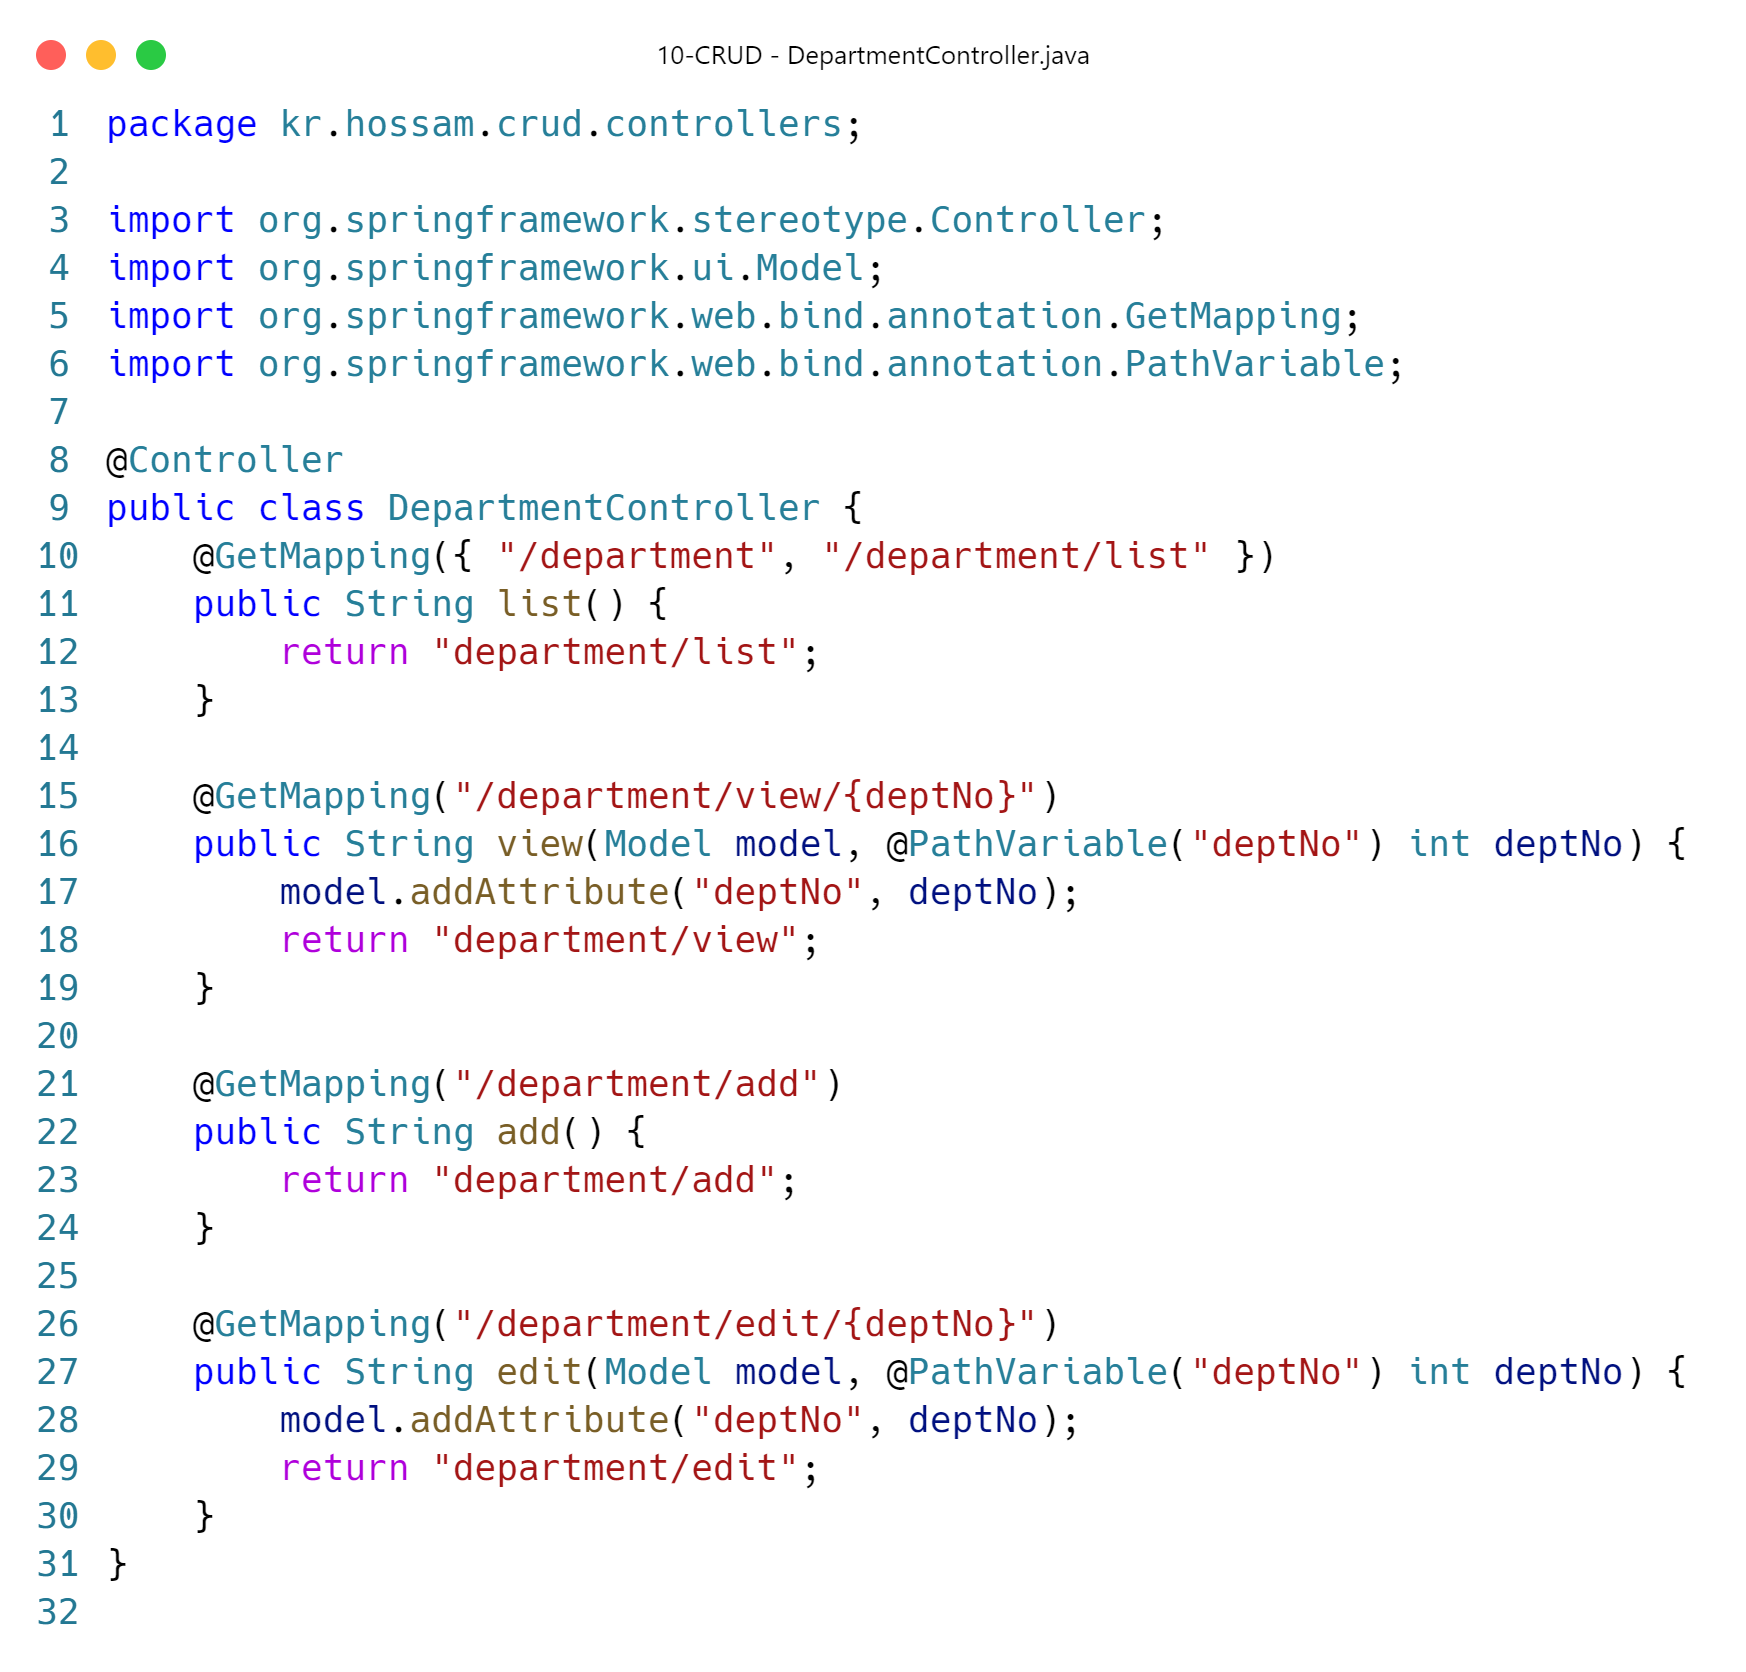 10-CRUD - DepartmentController.java
1 package kr.hossam.crud.controllers;
2
3 import org.springframework.stereotype.Controller;
4 import org.springframework.ui.Model;
5 import org.springframework.web.bind.annotation.GetMapping;
6 import org.springframework.web.bind.annotation.PathVariable;
7
8 @Controller
9 public class DepartmentController {
10     @GetMapping({ "/department", "/department/list" })
11     public String list() {
12         return "department/list";
13     }
14
15     @GetMapping("/department/view/{deptNo}")
16     public String view(Model model, @PathVariable("deptNo") int deptNo) {
17         model.addAttribute("deptNo", deptNo);
18         return "department/view";
19     }
20
21     @GetMapping("/department/add")
22     public String add() {
23         return "department/add";
24     }
25
26     @GetMapping("/department/edit/{deptNo}")
27     public String edit(Model model, @PathVariable("deptNo") int deptNo) {
28         model.addAttribute("deptNo", deptNo);
29         return "department/edit";
30     }
31 }
32